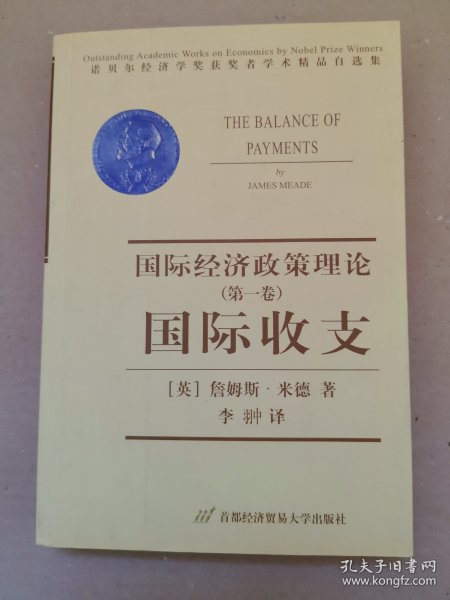 Outstanding Academic Works on Economics by Nobel Prize Winners
诺贝尔经济学奖获奖者学术精品自选集
THE BALANCE OF
PAYMENTS
by
JAMES MEADE
国际经济政策理论
(第一卷)
国际收支
[英] 詹姆斯·米德 著
李翀 译
首都经济贸易大学出版社
孔夫子旧书网
www.kongfz.com